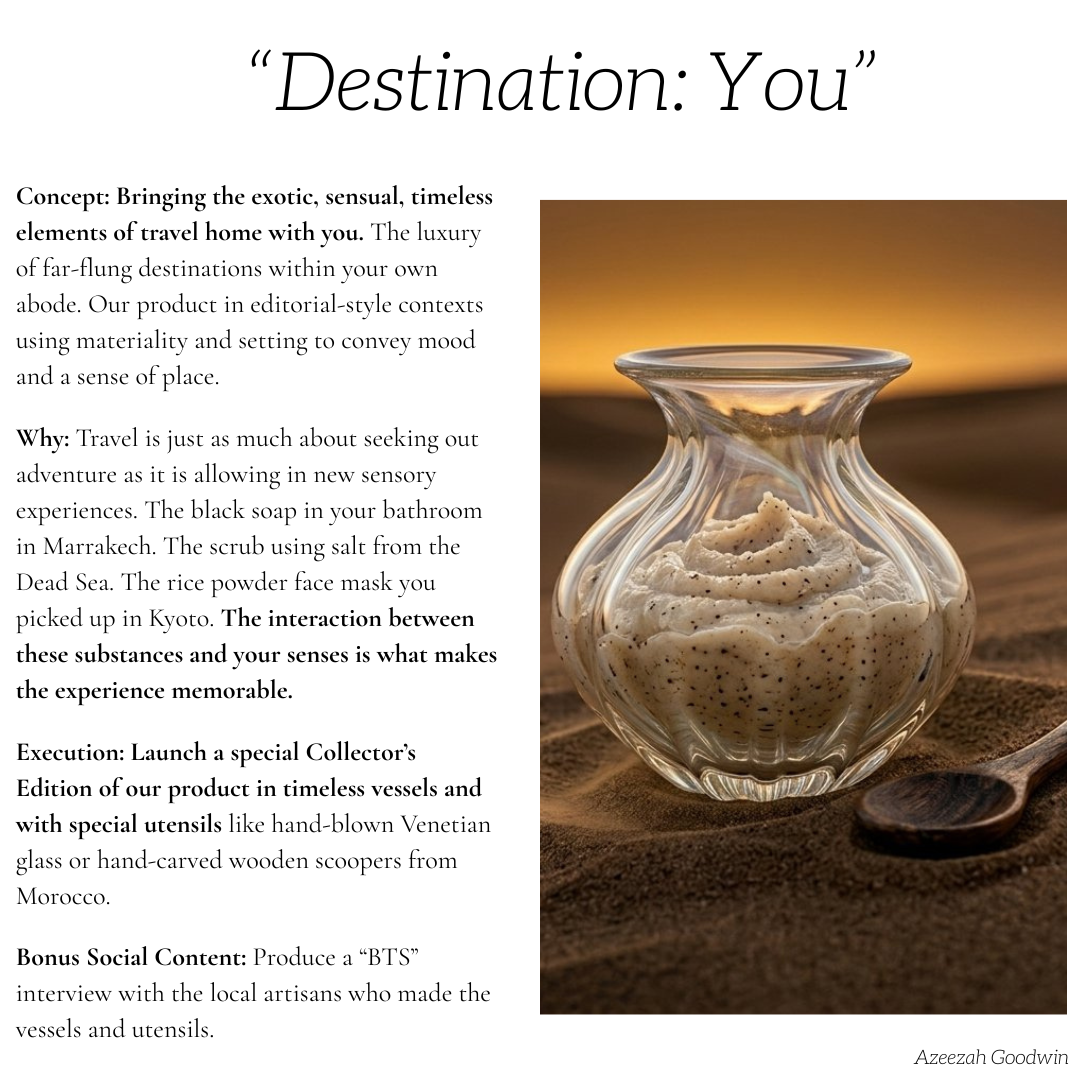 “Destination: You”
Concept: Bringing the exotic, sensual, timeless
elements of travel home with you. The luxury
of far-flung destinations within your own
abode. Our product in editorial-style contexts
using materiality and setting to convey mood
and a sense of place.
Why: Travel is just as much about seeking out
adventure as it is allowing in new sensory
experiences. The black soap in your bathroom
in Marrakech. The scrub using salt from the
Dead Sea. The rice powder face mask you
picked up in Kyoto. The interaction between
these substances and your senses is what makes
the experience memorable.
Execution: Launch a special Collector’s
Edition of our product in timeless vessels and
with special utensils like hand-blown Venetian
glass or hand-carved wooden scoopers from
Morocco.
Bonus Social Content: Produce a “BTS”
interview with the local artisans who made the
vessels and utensils.
Azeezah Goodwin